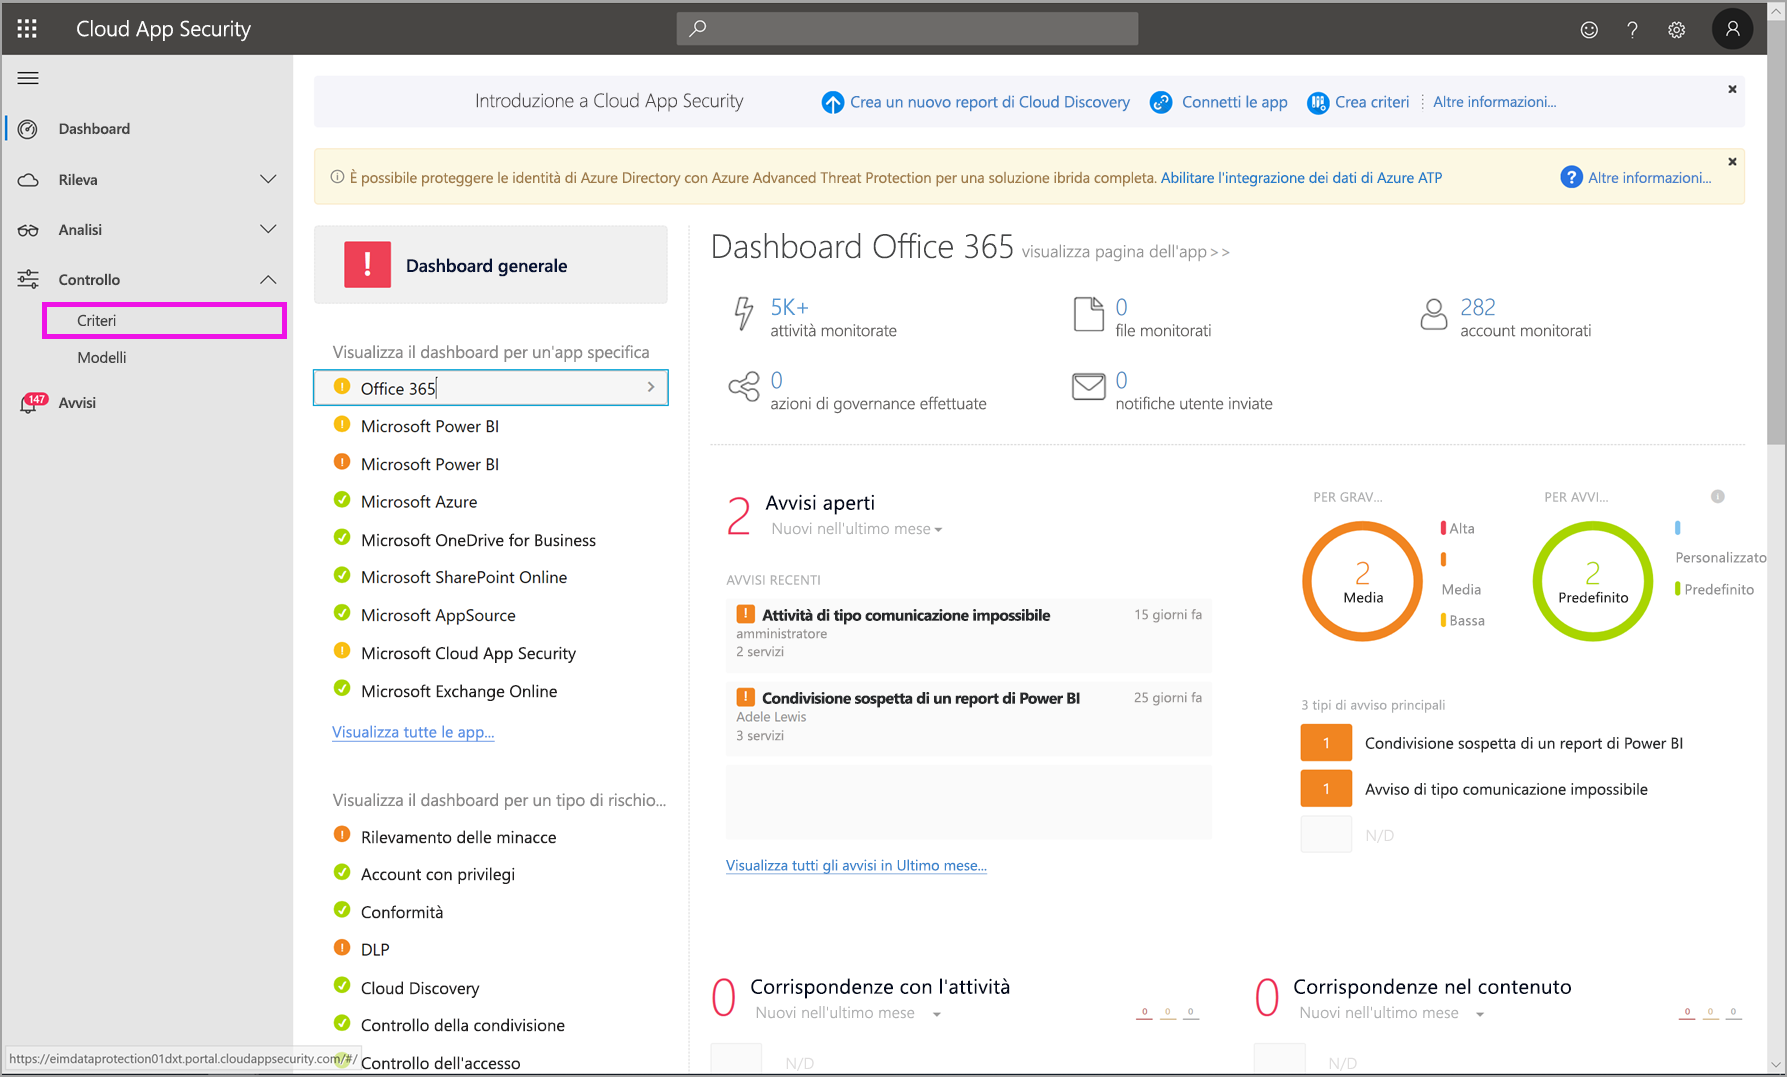 Cloud App Security
Introduzione a Cloud App Security
Crea un nuovo report di Cloud Discovery
Connetti le app
Crea criteri
Altre informazioni...
È possibile proteggere le identità di Azure Directory con Azure Advanced Threat Protection per una soluzione ibrida completa. Abilitare l'integrazione dei dati di Azure ATP
Altre informazioni...
Dashboard
Rileva
Analisi
Controllo
Criteri
Modelli
147
Avvisi
Dashboard generale
Visualizza il dashboard per un'app specifica
Office 365
Microsoft Power BI
Microsoft Power BI
Microsoft Azure
Microsoft OneDrive for Business
Microsoft SharePoint Online
Microsoft AppSource
Microsoft Cloud App Security
Microsoft Exchange Online
Visualizza tutte le app...
Visualizza il dashboard per un tipo di rischio...
Rilevamento delle minacce
Account con privilegi
Conformità
DLP
Cloud Discovery
Controllo della condivisione
Controllo dell'accesso
https://eimdataprotection01dxt.portal.cloudappsecurity.com/#/
Dashboard Office 365 visualizza pagina dell'app>>
5K+
attività monitorate
0
file monitorati
282
account monitorati
0
azioni di governance effettuate
0
notifiche utente inviate
2
Avvisi aperti
Nuovi nell'ultimo mese
AVVISI RECENTI
Attività di tipo comunicazione impossibile
15 giorni fa
amministratore
2 servizi
Condivisione sospetta di un report di Power BI
25 giorni fa
Adele Lewis
3 servizi
Visualizza tutti gli avvisi in Ultimo mese...
PER GRAV...
2
Media
Alta
Media
Bassa
PER AVVI...
2
Predefinito
Personalizzato
Predefinito
3 tipi di avviso principali
1
Condivisione sospetta di un report di Power BI
1
Avviso di tipo comunicazione impossibile
N/D
0
Corrispondenze con l'attività
Nuovi nell'ultimo mese
0 0 0
N/D
0
Corrispondenze nel contenuto
Nuovi nell'ultimo mese
0 0 0
N/D